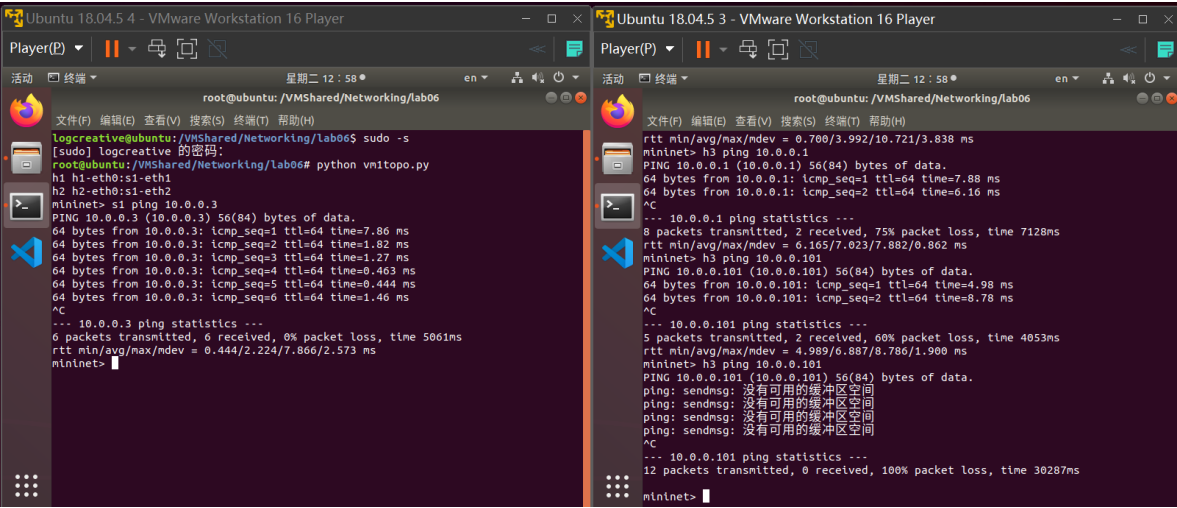 Ubuntu 18.04.5 4 - VMware Workstation 16 Player
Player(P)
活动 终端 星期二 12：58 en
root@ubuntu: /VMShared/Networking/lab06
文件(F) 编辑(E) 查看(V) 搜索(S) 终端(T) 帮助(H)
logcreative@ubuntu:/VMShared/Networking/lab06$ sudo -s
[sudo] logcreative 的密码：
root@ubuntu:/VMShared/Networking/lab06# python vm1topo.py
h1 h1-eth0:s1-eth1
h2 h2-eth0:s1-eth2
mininet> s1 ping 10.0.0.3
PING 10.0.0.3 (10.0.0.3) 56(84) bytes of data.
64 bytes from 10.0.0.3: icmp_seq=1 ttl=64 time=7.86 ms
64 bytes from 10.0.0.3: icmp_seq=2 ttl=64 time=1.82 ms
64 bytes from 10.0.0.3: icmp_seq=3 ttl=64 time=1.27 ms
64 bytes from 10.0.0.3: icmp_seq=4 ttl=64 time=0.463 ms
64 bytes from 10.0.0.3: icmp_seq=5 ttl=64 time=0.444 ms
64 bytes from 10.0.0.3: icmp_seq=6 ttl=64 time=1.46 ms
^C
--- 10.0.0.3 ping statistics ---
6 packets transmitted, 6 received, 0% packet loss, time 5061ms
rtt min/avg/max/mdev = 0.444/2.224/7.866/2.573 ms
mininet>
Ubuntu 18.04.5 3 - VMware Workstation 16 Player
Player(P)
活动 终端 星期二 12：58 en
root@ubuntu: /VMShared/Networking/lab06
文件(F) 编辑(E) 查看(V) 搜索(S) 终端(T) 帮助(H)
rtt min/avg/max/mdev = 0.700/3.992/10.721/3.838 ms
mininet> h3 ping 10.0.0.1
PING 10.0.0.1 (10.0.0.1) 56(84) bytes of data.
64 bytes from 10.0.0.1: icmp_seq=1 ttl=64 time=7.88 ms
64 bytes from 10.0.0.1: icmp_seq=2 ttl=64 time=6.16 ms
^C
--- 10.0.0.1 ping statistics ---
8 packets transmitted, 2 received, 75% packet loss, time 7128ms
rtt min/avg/max/mdev = 6.165/7.023/7.882/0.862 ms
mininet> h3 ping 10.0.0.101
PING 10.0.0.101 (10.0.0.101) 56(84) bytes of data.
64 bytes from 10.0.0.101: icmp_seq=1 ttl=64 time=4.98 ms
64 bytes from 10.0.0.101: icmp_seq=2 ttl=64 time=8.78 ms
^C
--- 10.0.0.101 ping statistics ---
5 packets transmitted, 2 received, 60% packet loss, time 4053ms
rtt min/avg/max/mdev = 4.989/6.887/8.786/1.900 ms
mininet> h3 ping 10.0.0.101
PING 10.0.0.101 (10.0.0.101) 56(84) bytes of data.
ping: sendmsg: 没有可用的缓冲区空间
ping: sendmsg: 没有可用的缓冲区空间
ping: sendmsg: 没有可用的缓冲区空间
ping: sendmsg: 没有可用的缓冲区空间
^C
--- 10.0.0.101 ping statistics ---
12 packets transmitted, 0 received, 100% packet loss, time 30287ms
mininet>